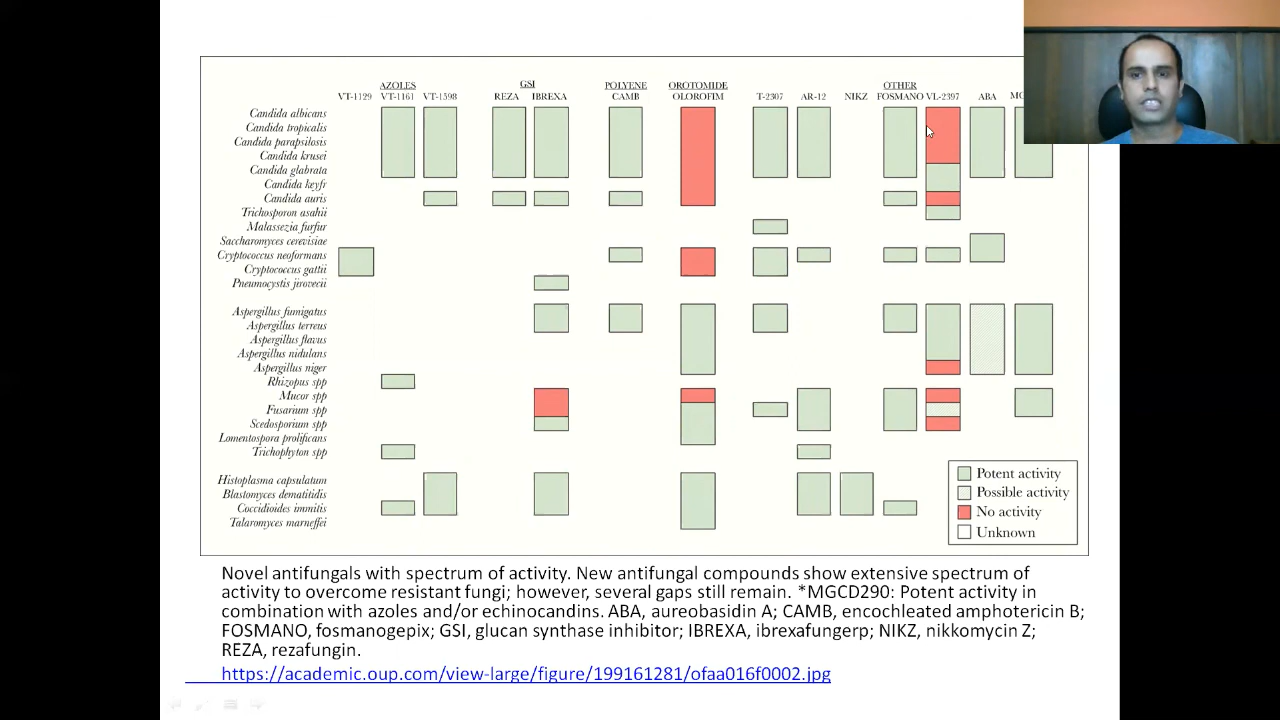 AZOLES GSI POLYENE OROTOMIDE OTHER
VT-1129 VT-1161 VT-1598 REZA IBREXA CAMB OLOROFIM T-2307 AR-12 NIKZ FOSMANO VL-2397 ABA
Candida albicans
Candida tropicalis
Candida parapsilosis
Candida krusei
Candida glabrata
Candida keyfr
Candida auris
Trichosporon asahii
Malassezia furfur
Saccharomyces cerevisiae
Cryptococcus neoformans
Cryptococcus gattii
Pneumocystis jirovecii
Aspergillus fumigatus
Aspergillus terreus
Aspergillus flavus
Aspergillus nidulans
Aspergillus niger
Rhizopus spp
Mucor spp
Fusarium spp
Scedosporium spp
Lomentospora prolificans
Trichophyton spp
Histoplasma capsulatum
Blastomyces dematitidis
Coccidioides immitis
Talaromyces marneffei
Potent activity
Possible activity
No activity
Unknown
Novel antifungals with spectrum of activity. New antifungal compounds show extensive spectrum of
activity to overcome resistant fungi; however, several gaps still remain. *MGCD290: Potent activity in
combination with azoles and/or echinocandins. ABA, aureobasidin A; CAMB, encochleated amphotericin B;
FOSMANO, fosmanogepix; GSI, glucan synthase inhibitor; IBREXA, ibrexafungerp; NIKZ, nikkomycin Z;
REZA, rezafungin.
https://academic.oup.com/view-large/figure/199161281/ofaa016f0002.jpg